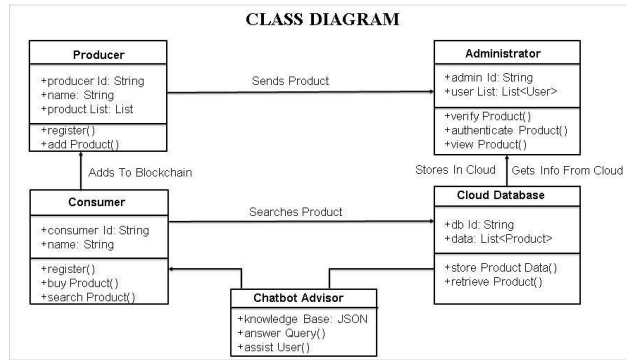 CLASS DIAGRAM
Producer
+producer Id: String
+name: String
+product List: List
+register()
+add Product()
Sends Product
Administrator
+admin Id: String
+user List: List<User>
+verify Product()
+authenticate Product()
+view Product()
Adds To Blockchain
Stores In Cloud
Gets Info From Cloud
Consumer
+consumer Id: String
+name: String
+register()
+buy Product()
+search Product()
Searches Product
Cloud Database
+db Id: String
+data: List<Product>
+store Product Data()
+retrieve Product()
Chatbot Advisor
+knowledge Base: JSON
+answer Query()
+assist User()